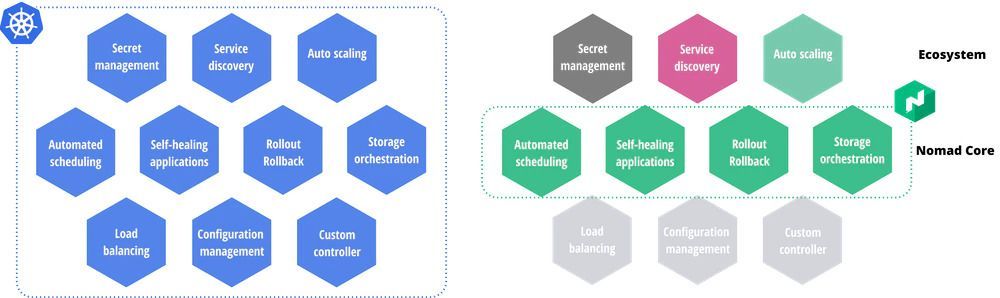 Secret
management
Service
discovery
Auto scaling
Automated
scheduling
Self-healing
applications
Rollout
Rollback
Storage
orchestration
Load
balancing
Configuration
management
Custom
controller
Secret
management
Service
discovery
Auto scaling
Ecosystem
Automated
scheduling
Self-healing
applications
Rollout
Rollback
Storage
orchestration
Nomad Core
Load
balancing
Configuration
management
Custom
controller